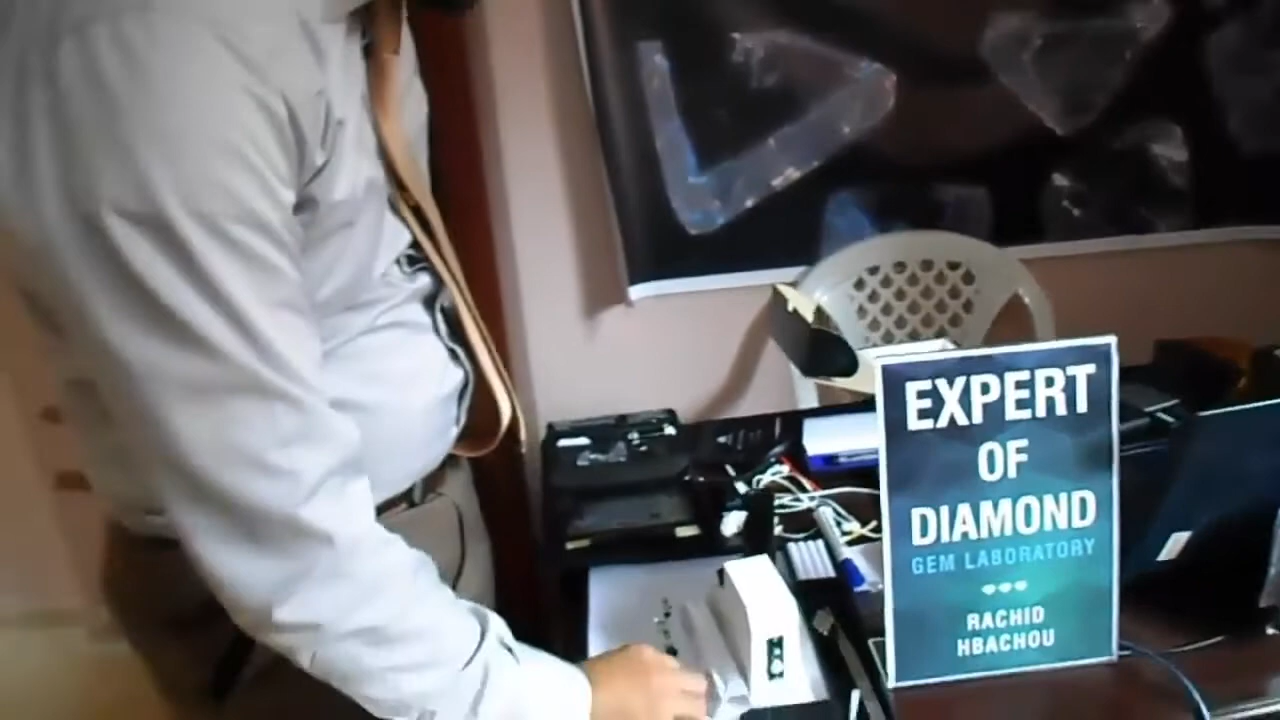 EXPERT
OF
DIAMOND
GEM LABORATORY
RACHID
HBACHOU